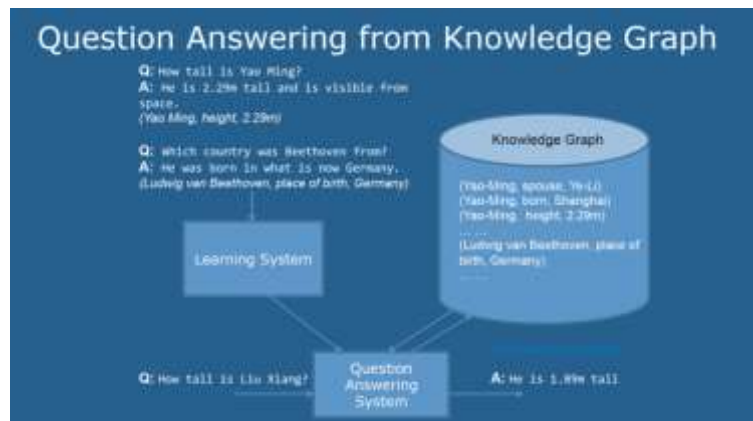 Question Answering from Knowledge Graph
Q: How tall is Yao Ming?
A: He is 2.29m tall and is visible from
space.
(Yao Ming, height, 2.29m)
Q: Which country was Beethoven from?
A: He was born in what is now Germany.
(Ludwig van Beethoven, place of birth, Germany)
Learning System
Knowledge Graph
(Yao-Ming, spouse, Ye-Li)
(Yao-Ming, born, Shanghai)
(Yao-Ming, height, 2.29m)
... ...
(Ludwig van Beethoven, place of
birth, Germany)
... ...
Q: How tall is Liu Xiang?
Question
Answering
System
A: He is 1.89m tall